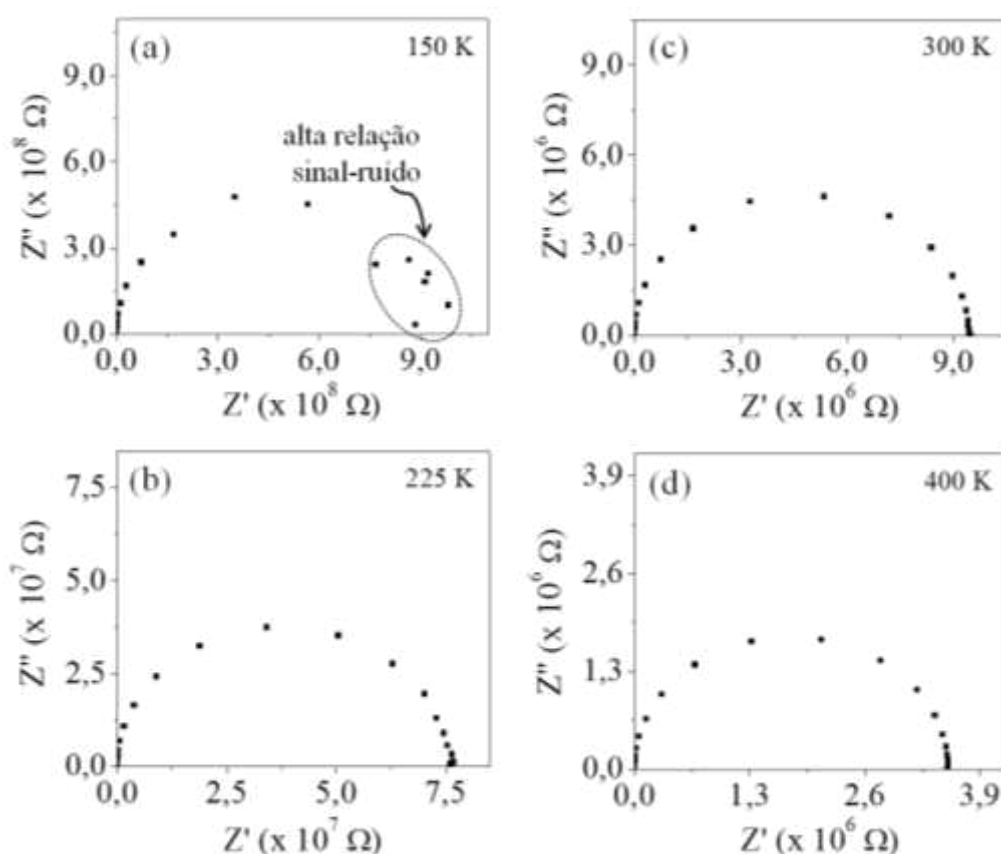 (a)
150 K
9,0
6,0
3,0
0,0
Z'' (x 10⁸ Ω)
alta relação
sinal-ruído
0,0 3,0 6,0 9,0
Z' (x 10⁸ Ω)
(c)
300 K
9,0
6,0
3,0
0,0
Z'' (x 10⁶ Ω)
0,0 3,0 6,0 9,0
Z' (x 10⁶ Ω)
(b)
225 K
7,5
5,0
2,5
0,0
Z'' (x 10⁷ Ω)
0,0 2,5 5,0 7,5
Z' (x 10⁷ Ω)
(d)
400 K
3,9
2,6
1,3
0,0
Z'' (x 10⁶ Ω)
0,0 1,3 2,6 3,9
Z' (x 10⁶ Ω)